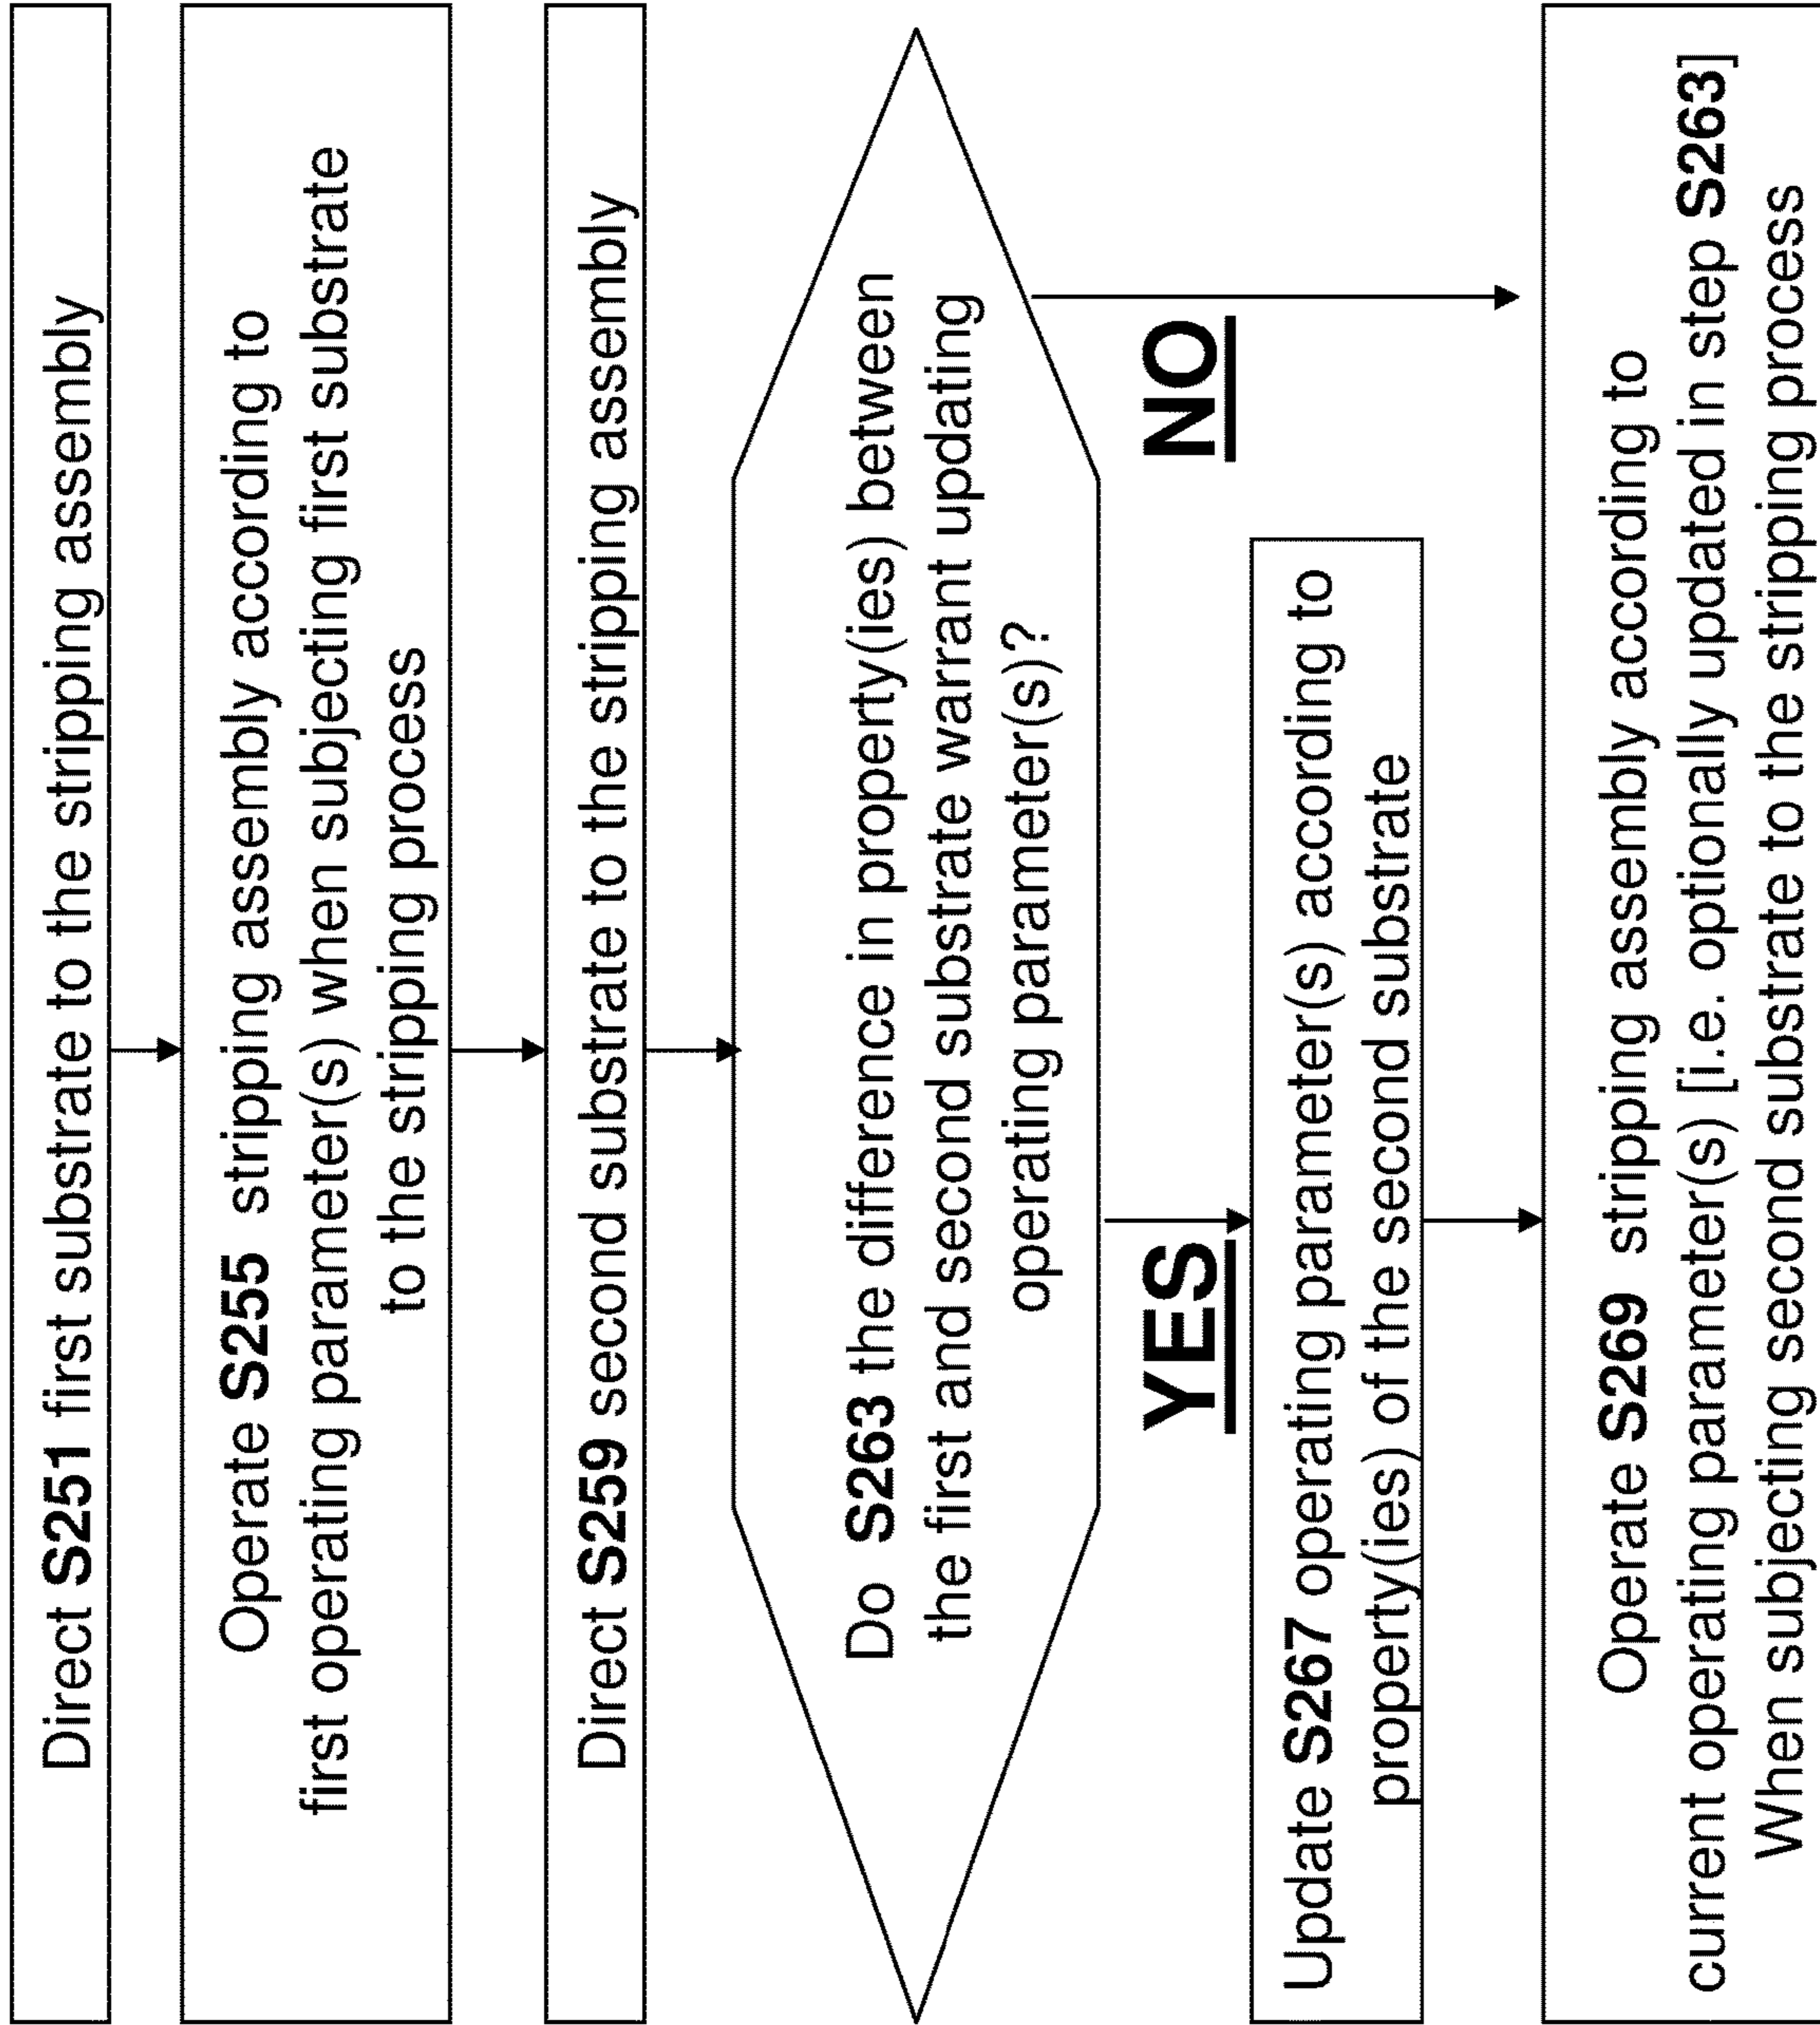 Direct S251 first substrate to the stripping assembly
Operate S255 stripping assembly according to
first operating parameter(s) when subjecting first substrate
to the stripping process
Direct S259 second substrate to the stripping assembly
Do S263 the difference in property(ies) between
the first and second substrate warrant updating
operating parameter(s)?
YES
NO
Update S267 operating parameter(s) according to
property(ies) of the second substrate
Operate S269 stripping assembly according to
current operating parameter(s) [i.e. optionally updated in step S263]
When subjecting second substrate to the stripping process